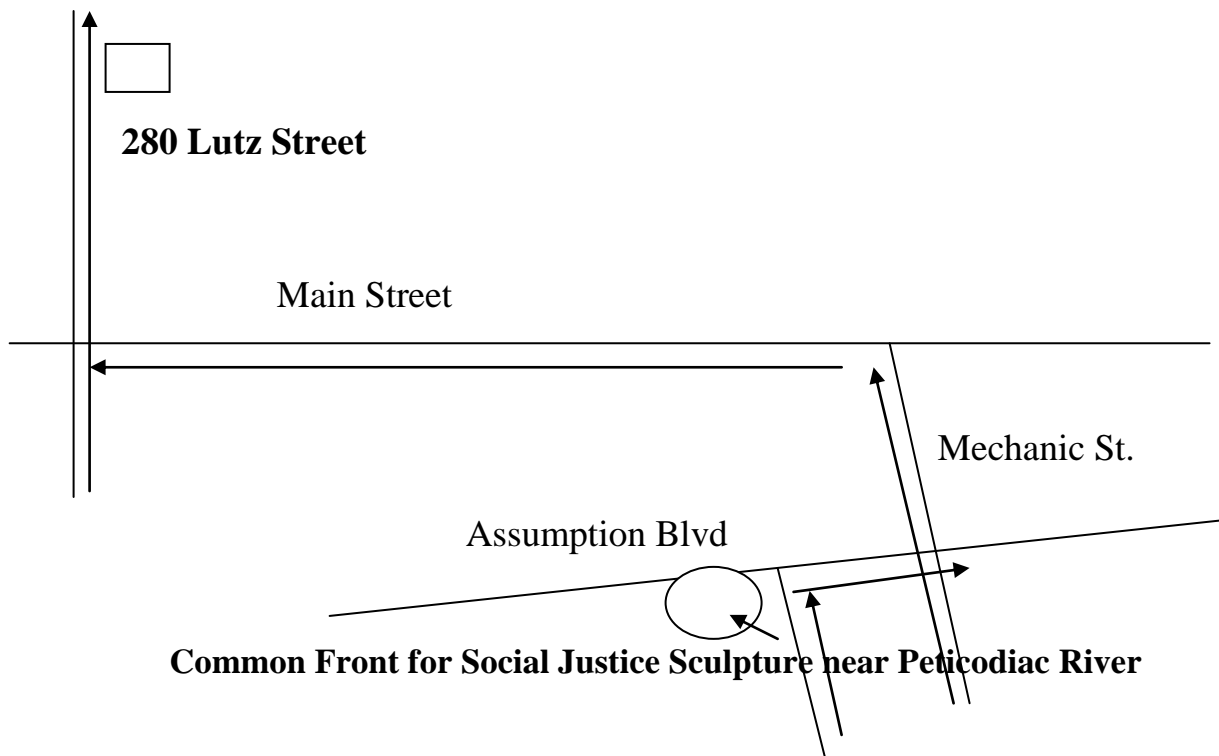 280 Lutz Street
Main Street
Mechanic St.
Assumption Blvd
Common Front for Social Justice Sculpture near Peticodiac River